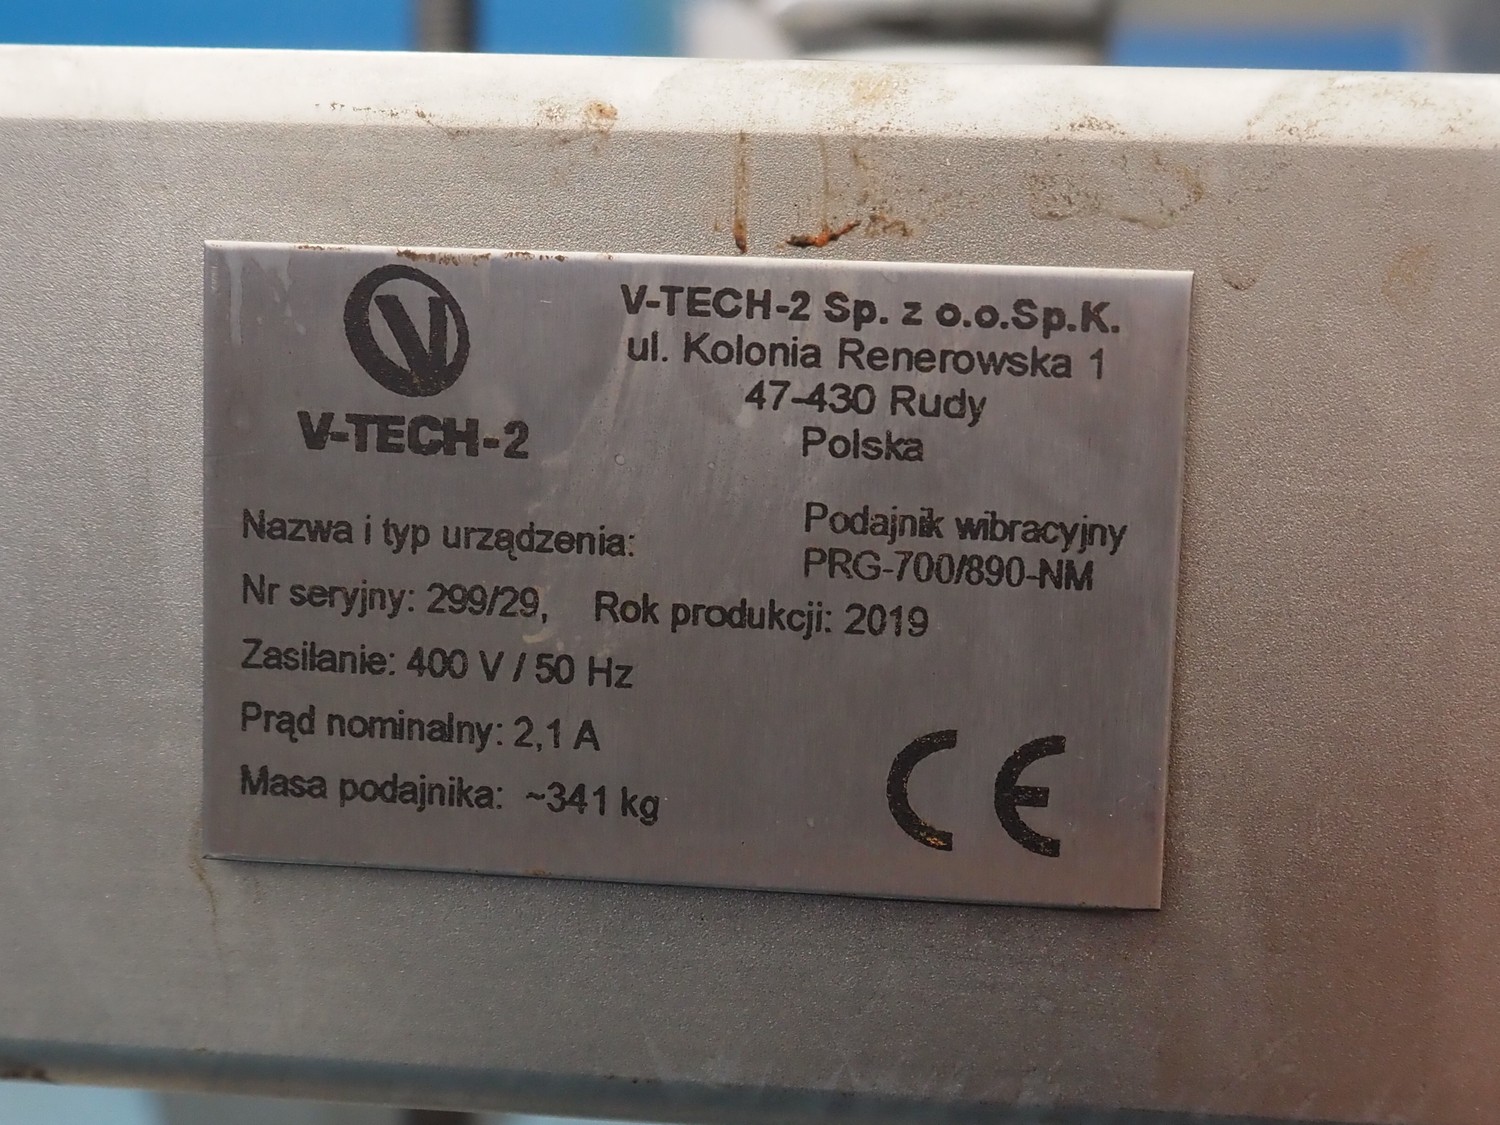 V
V-TECH-2
V-TECH-2 Sp. z o.o.Sp.K.
ul. Kolonia Renerowska 1
47-430 Rudy
Polska
Nazwa i typ urządzenia: Podajnik wibracyjny
PRG-700/890-NM
Nr seryjny: 299/29, Rok produkcji: 2019
Zasilanie: 400 V / 50 Hz
Prąd nominalny: 2,1 A
Masa podajnika: ~341 kg
CE